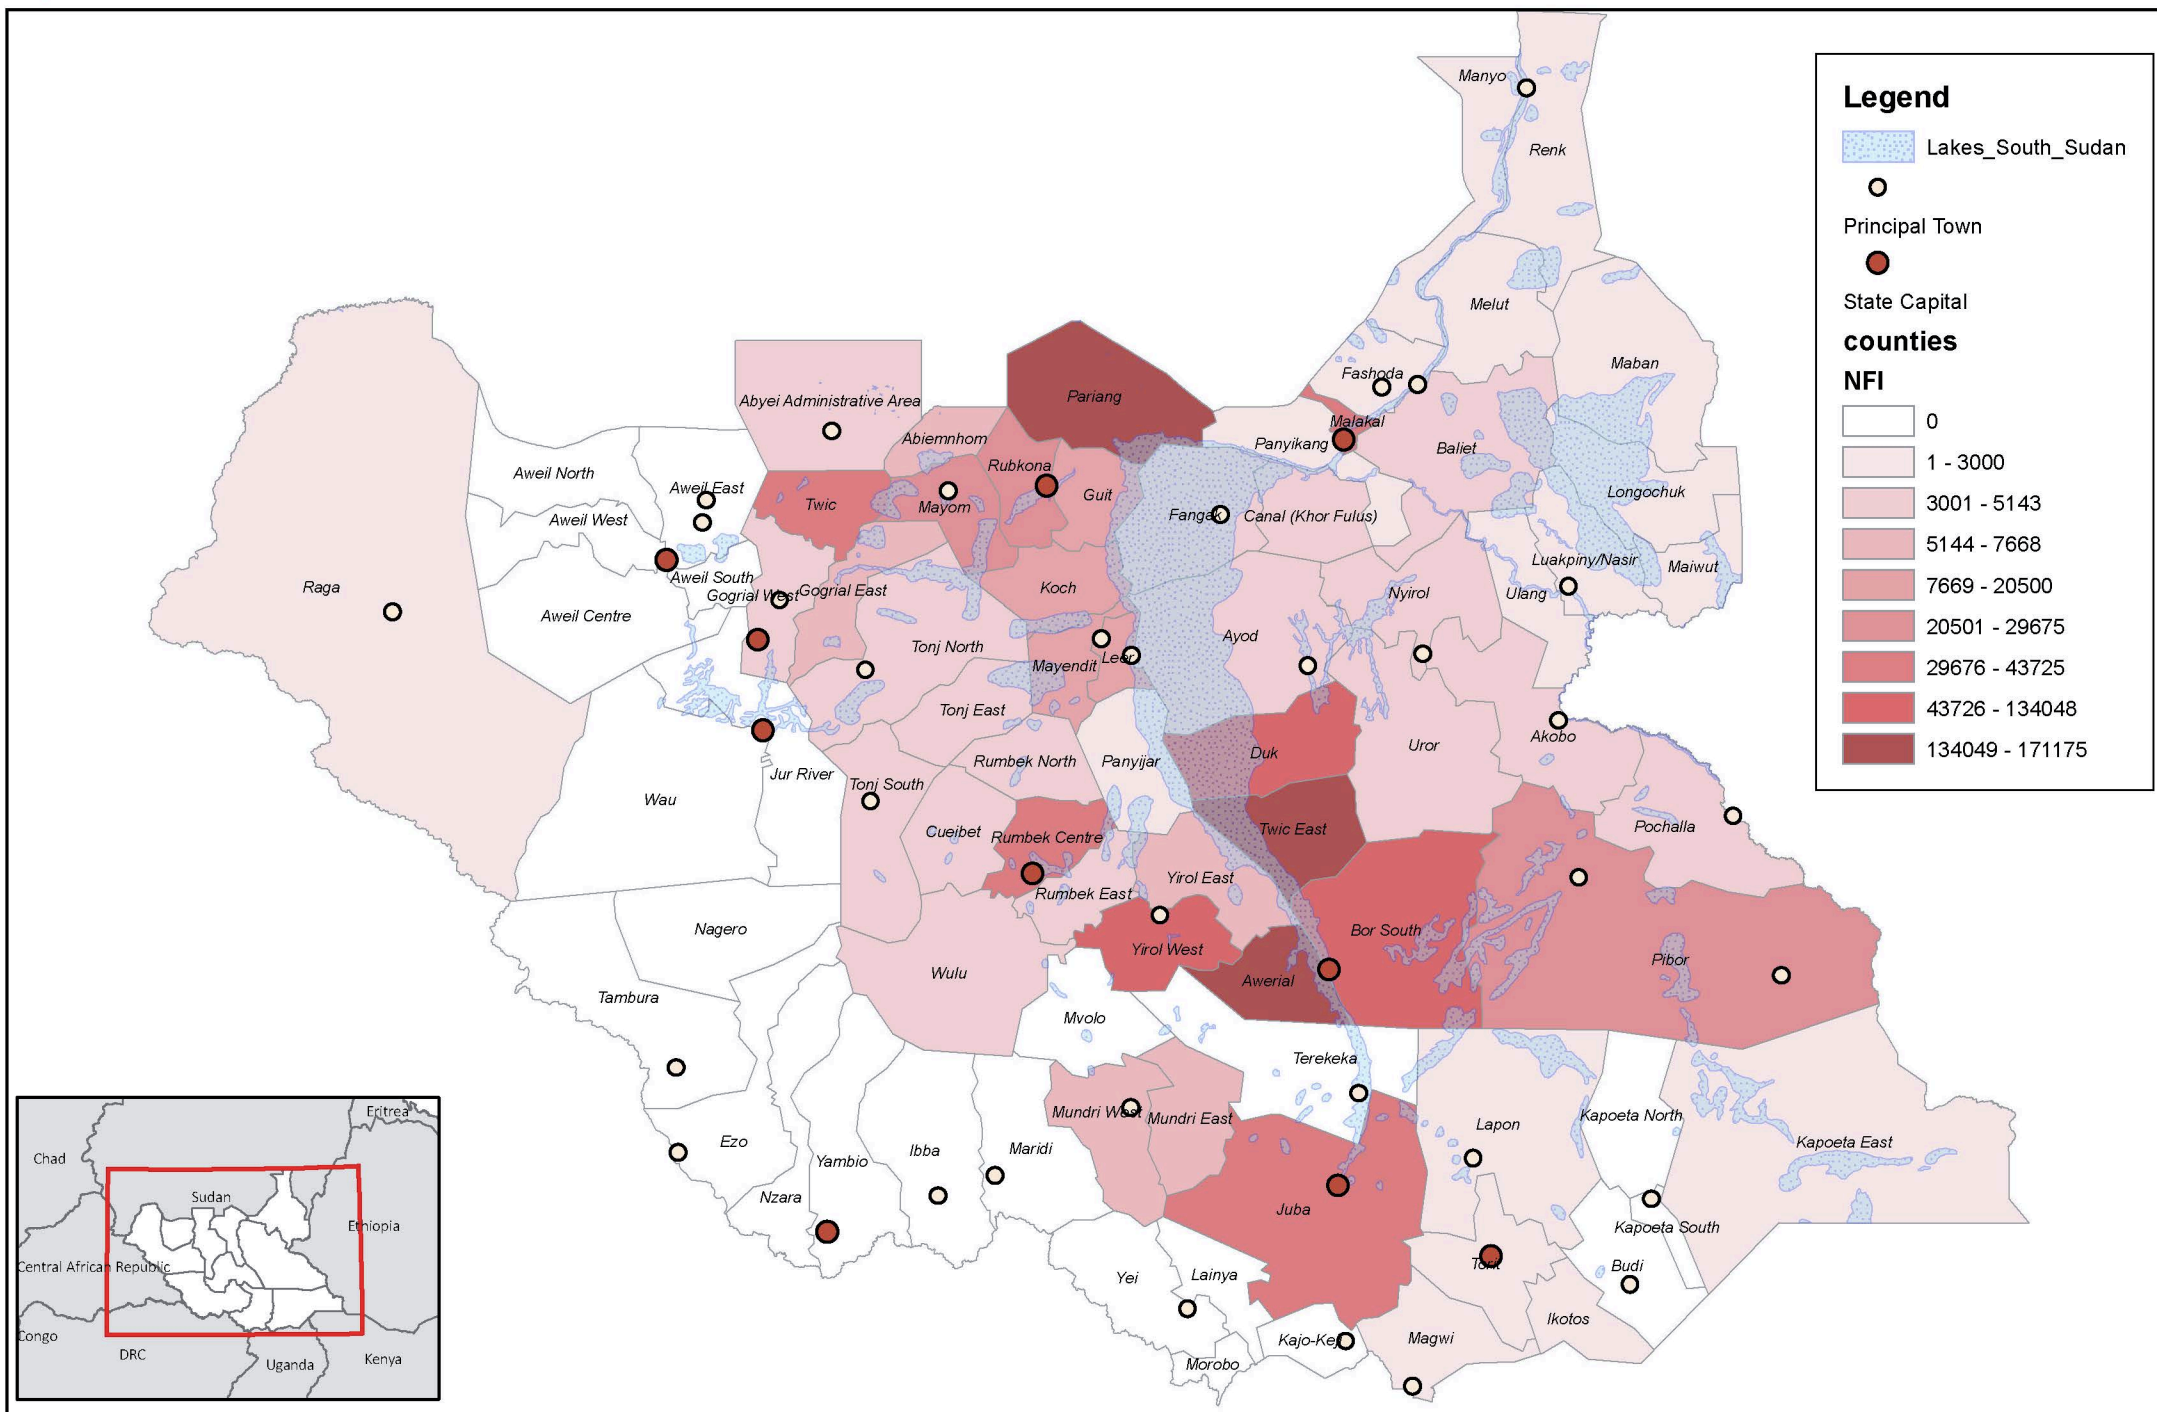 Manyo
Renk
Melut
Maban
Fashoda
Malakal
Panyikang
Baliet
Longochuk
Luakpiny/Nasir
Maiwut
Ulang
Pariang
Abyei Administrative Area
Abiemnhom
Rubkona
Guit
Mayom
Twic
Fangak
Canal (Khor Fulus)
Aweil North
Aweil East
Aweil West
Aweil South
Aweil Centre
Gogrial West
Gogrial East
Raga
Koch
Nyirol
Ayod
Tonj North
Mayendit
Leer
Tonj East
Rumbek North
Panyijar
Duk
Uror
Akobo
Jur River
Wau
Tonj South
Cueibet
Rumbek Centre
Twic East
Pochalla
Rumbek East
Yirol East
Nagero
Wulu
Yirol West
Awerial
Bor South
Pibor
Tambura
Mvolo
Terekeka
Mundri West
Mundri East
Lapon
Kapoeta North
Kapoeta East
Ezo
Yambio
Ibba
Maridi
Nzara
Juba
Kapoeta South
Torit
Budi
Yei
Lainya
Ikotos
Magwi
Kajo-Keji
Morobo
Legend
Lakes_South_Sudan
Principal Town
State Capital
counties
NFI
0
1 - 3000
3001 - 5143
5144 - 7668
7669 - 20500
20501 - 29675
29676 - 43725
43726 - 134048
134049 - 171175
Eritrea
Chad
Sudan
Ethiopia
Central African Republic
Congo
DRC
Uganda
Kenya